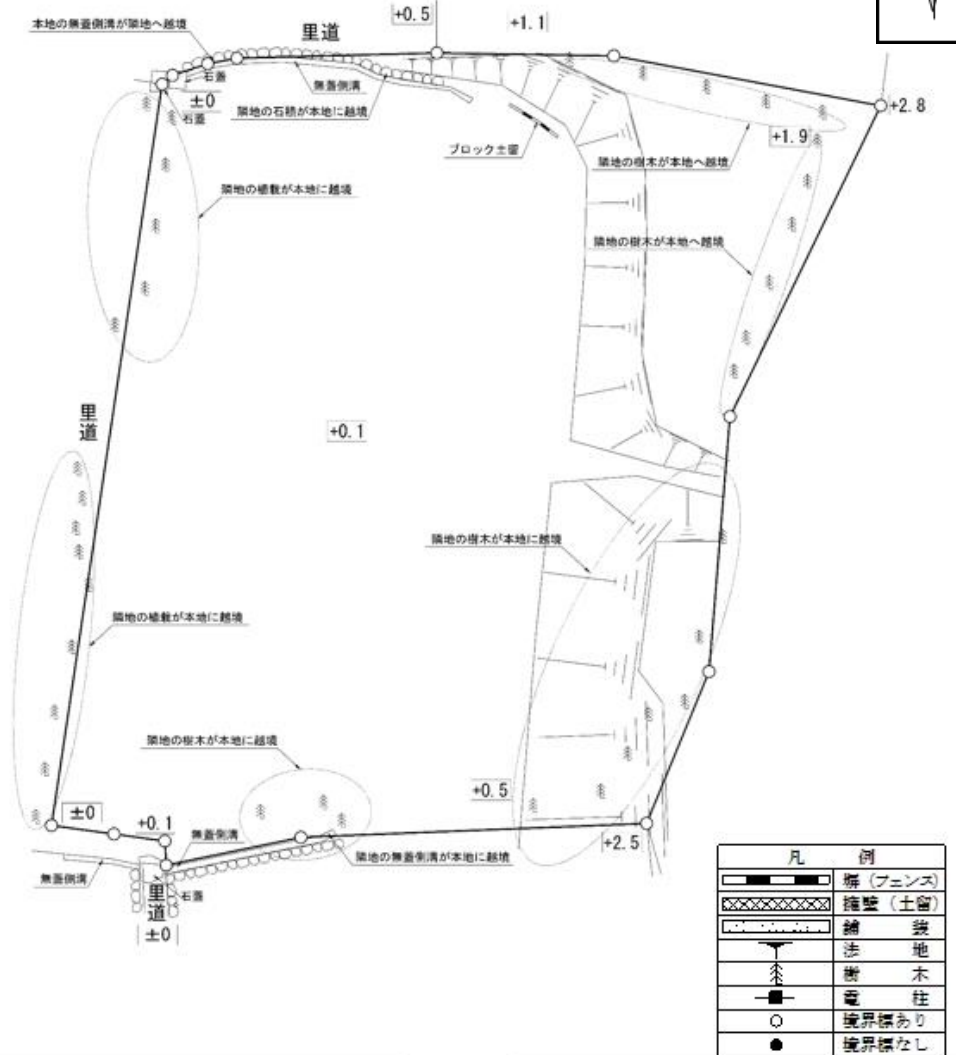 +0.5
+1.1
本地の無蓋側溝が隣地へ越境
里道
石蓋
±0
石蓋
無蓋側溝
隣地の石積が本地に越境
ブロック土留
+2.8
+1.9
隣地の樹木が本地へ越境
隣地の植栽が本地に越境
隣地の樹木が本地へ越境
里道
+0.1
隣地の樹木が本地に越境
隣地の植栽が本地に越境
隣地の樹木が本地に越境
+0.5
±0
+0.1
無蓋側溝
+2.5
隣地の無蓋側溝が本地に越境
無蓋側溝
里道
石蓋
±0
凡 例
塀(フェンス)
擁壁(土留)
舗 装
法 地
樹 木
電 柱
境界標あり
境界標なし